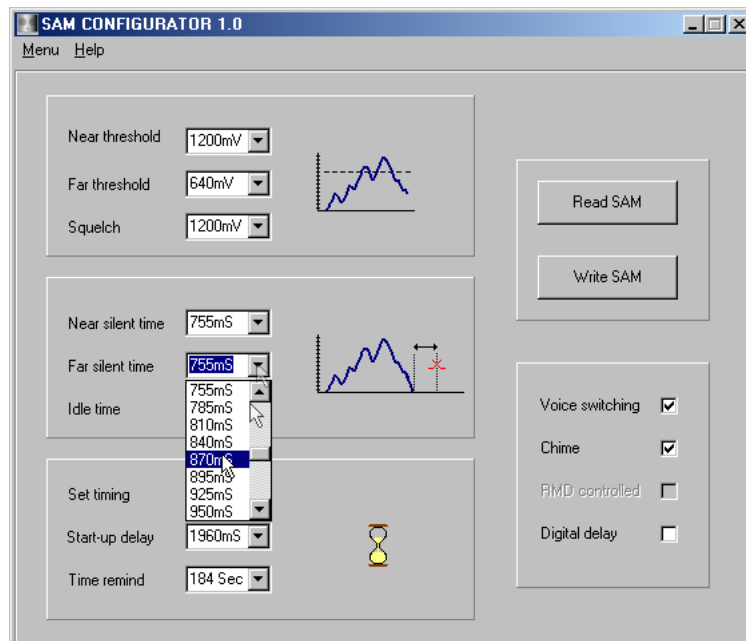 SAM CONFIGURATOR 1.0
Menu Help
Near threshold 1200mV
Far threshold 640mV
Squelch 1200mV
Read SAM
Write SAM
Near silent time 755mS
Far silent time 755mS
755mS
785mS
810mS
840mS
870mS
895mS
925mS
950mS
Idle time
Voice switching
Chime
RMD controlled
Digital delay
Set timing
Start-up delay 1960mS
Time remind 184 Sec